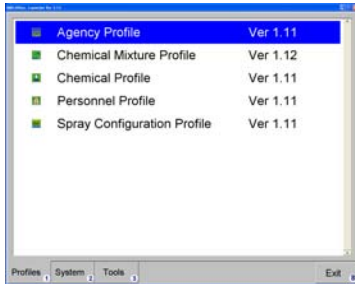 Agency Profile Ver 1.11
Chemical Mixture Profile Ver 1.12
Chemical Profile Ver 1.11
Personnel Profile Ver 1.11
Spray Configuration Profile Ver 1.11
Profiles 1 System 2 Tools 3 Exit